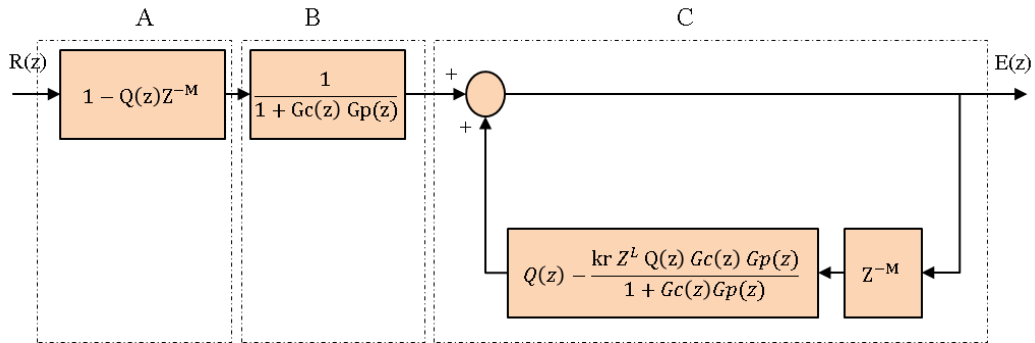 A B C
R(z) E(z)
1 − Q(z)Z^{−M}
1
1 + Gc(z) Gp(z)
+
+
Q(z) − kr Z^L Q(z) Gc(z) Gp(z)
1 + Gc(z)Gp(z)
Z^{−M}